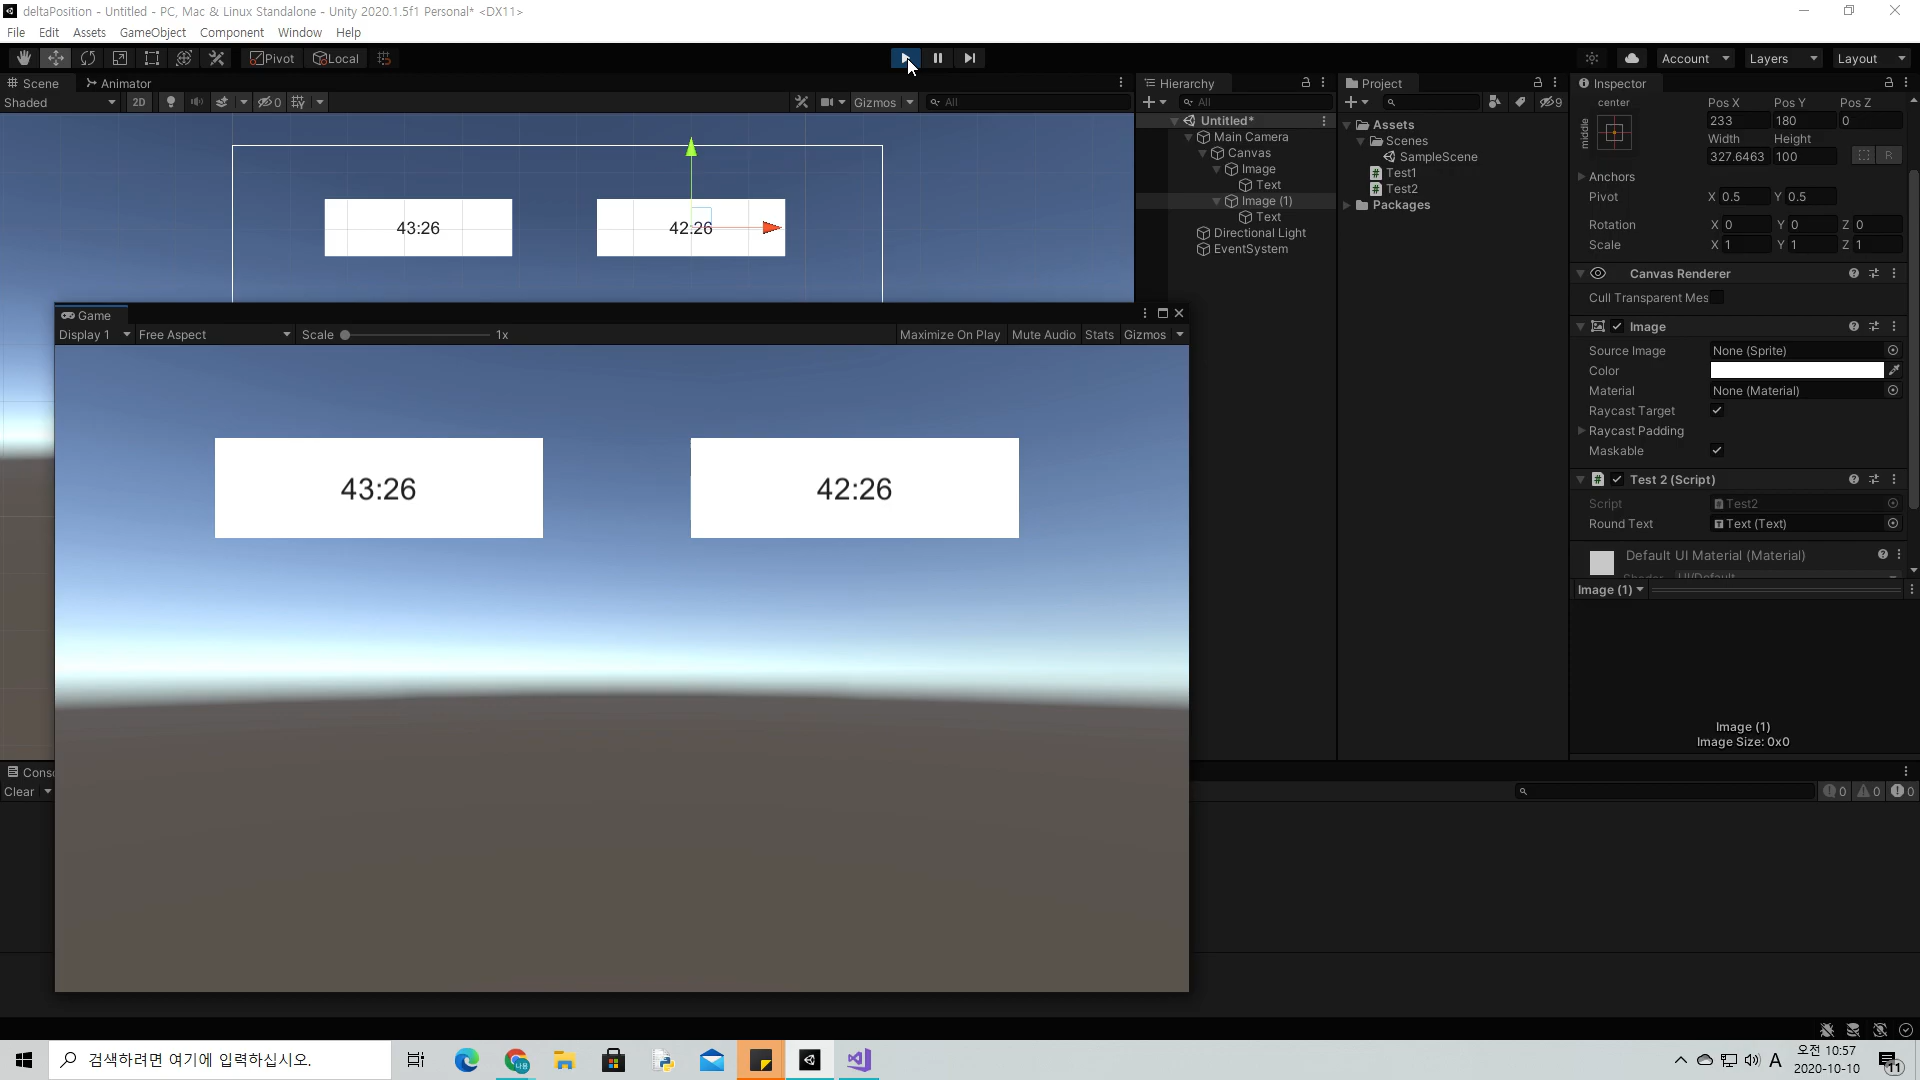 deltaPosition - Untitled - PC, Mac & Linux Standalone - Unity 2020.1.5f1 Personal* <DX11>
File Edit Assets GameObject Component Window Help
Pivot Local Account Layers Layout
Scene Animator
Shaded 2D 0 Gizmos All
43:26 42:26
Game
Display 1 Free Aspect Scale 1x Maximize On Play Mute Audio Stats Gizmos
43:26 42:26
Hierarchy
All
Untitled*
Main Camera
Canvas
Image
Text
Image (1)
Text
Directional Light
EventSystem
Project
9
Assets
Scenes
SampleScene
Test1
Test2
Packages
Inspector
center Pos X Pos Y Pos Z
middle 233 180 0
Width Height
327.6463 100 R
Anchors
Pivot X 0.5 Y 0.5
Rotation X 0 Y 0 Z 0
Scale X 1 Y 1 Z 1
Canvas Renderer
Cull Transparent Mes
Image
Source Image None (Sprite)
Color
Material None (Material)
Raycast Target
Raycast Padding
Maskable
Test 2 (Script)
Script Test2
Round Text Text (Text)
Default UI Material (Material)
Shader UI/Default
Image (1)
Image (1)
Image Size: 0x0
Conso
Clear 0 0 0
검색하려면 여기에 입력하십시오.
A 오전 10:57
2020-10-10 11